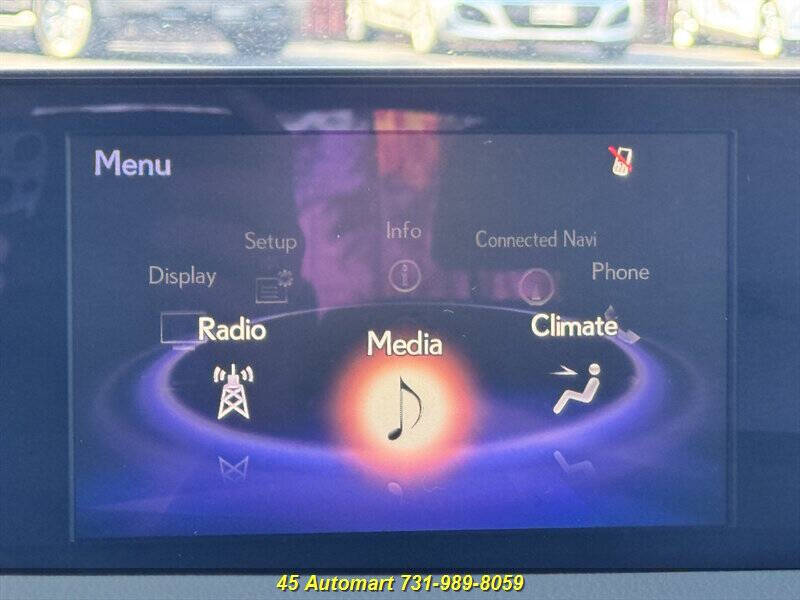 Menu
Info
Setup
Connected Navi
Display
Phone
Radio
Climate
Media
45 Automart 731-989-8059